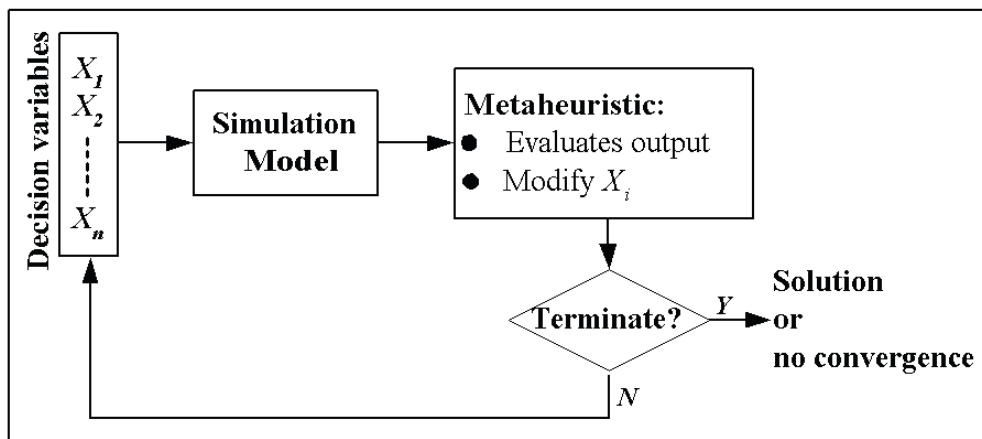 Decision variables
X1
X2
Xn
Simulation
Model
Metaheuristic:
● Evaluates output
● Modify Xi
Terminate?
Y
N
Solution
or
no convergence